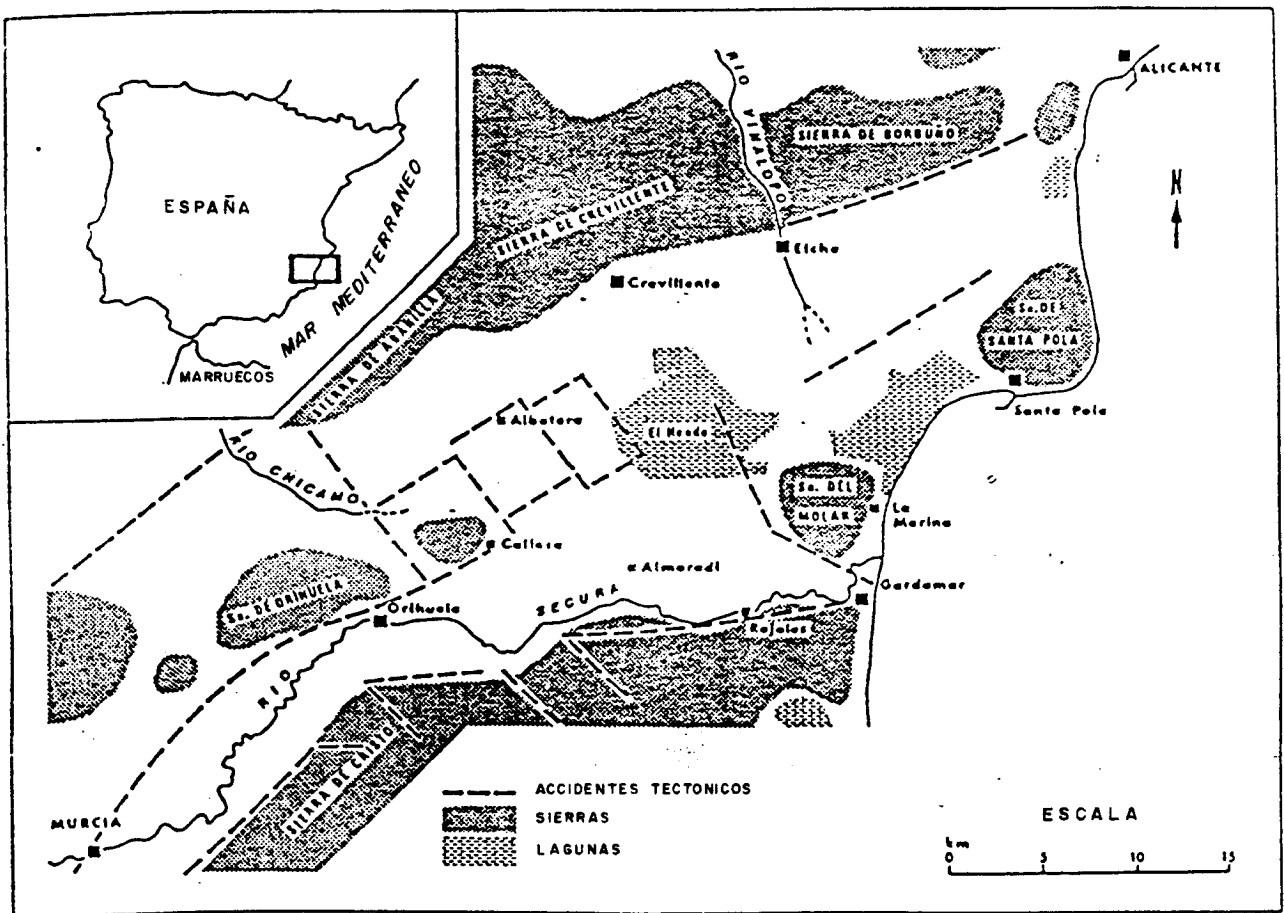 ESPAÑA
MAR MEDITERRANEO
MARRUECOS
ALICANTE
RIO VINALOPO
SIERRA DE BORBUÑO
SIERRA DE CREVILLENTE
N
Elche
Crevillente
SIERRA DE ABANILLA
Sa. DE
SANTA POLA
Santa Pola
Albatera
El Hondo
RIO CHICAMO
Sa. DEL
MOLAR
La
Marina
Callosa
Almoradi
Sa. DE ORIHUELA
Orihuela
Guardamar
RIO SEGURA
Rojales
SIERRA DE CRISTO
MURCIA
ACCIDENTES TECTONICOS
SIERRAS
LAGUNAS
ESCALA
km
0 5 10 15